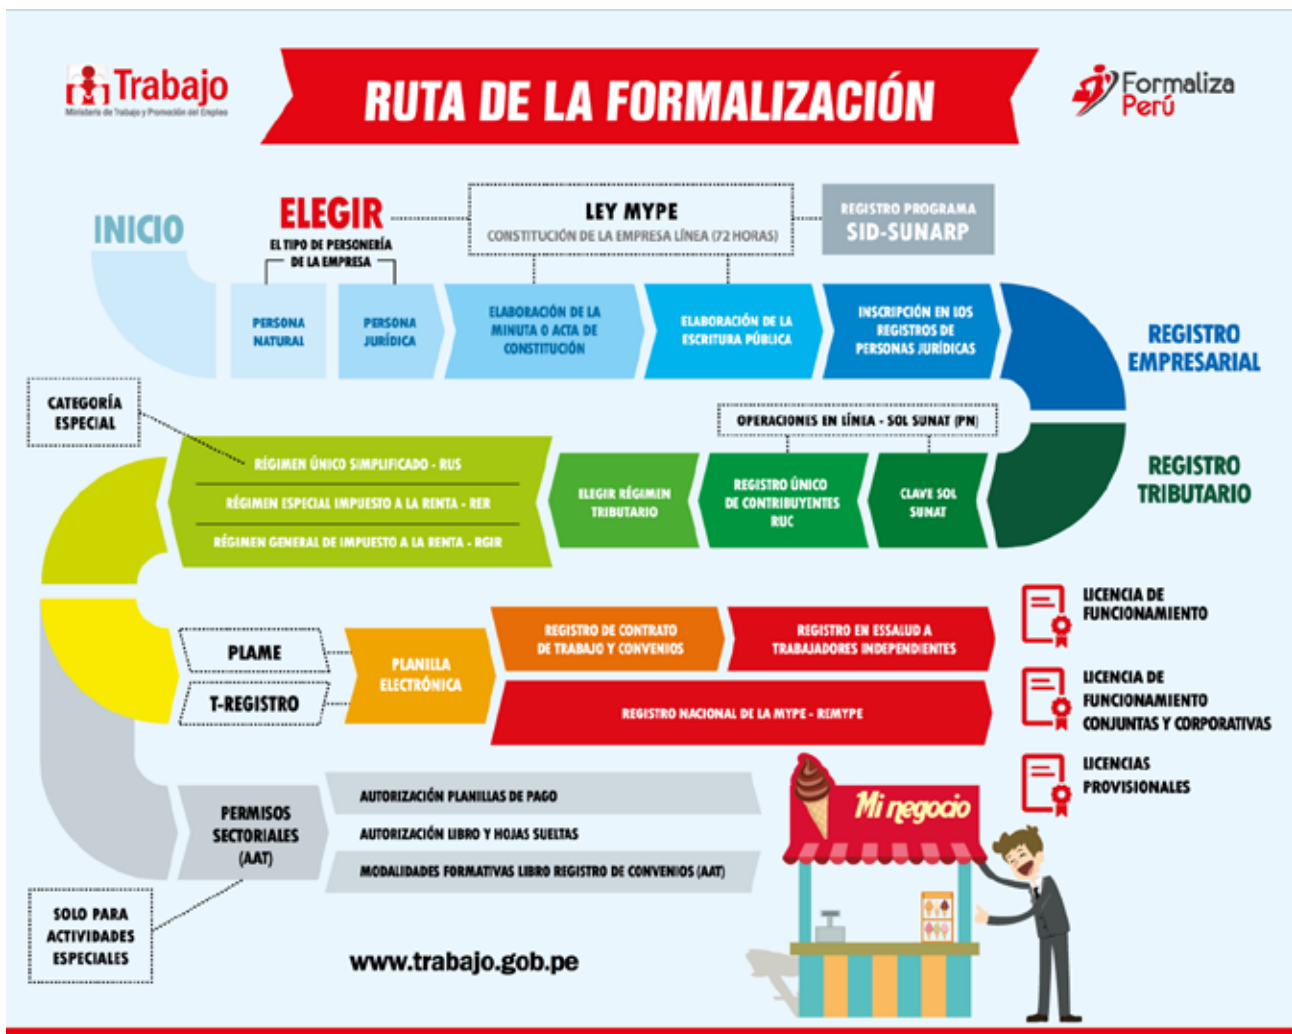 Trabajo
Ministerio de Trabajo y Promoción del Empleo
RUTA DE LA FORMALIZACIÓN
Formaliza
Perú
INICIO
ELEGIR
EL TIPO DE PERSONERÍA
DE LA EMPRESA
LEY MYPE
CONSTITUCIÓN DE LA EMPRESA LÍNEA (72 HORAS)
REGISTRO PROGRAMA
SID-SUNARP
PERSONA
NATURAL
PERSONA
JURÍDICA
ELABORACIÓN DE LA
MINUTA O ACTA DE
CONSTITUCIÓN
ELABORACIÓN DE LA
ESCRITURA PÚBLICA
INSCRIPCIÓN EN LOS
REGISTROS DE
PERSONAS JURÍDICAS
REGISTRO
EMPRESARIAL
CATEGORÍA
ESPECIAL
OPERACIONES EN LÍNEA - SOL SUNAT (PN)
RÉGIMEN ÚNICO SIMPLIFICADO - RUS
RÉGIMEN ESPECIAL IMPUESTO A LA RENTA - RER
RÉGIMEN GENERAL DE IMPUESTO A LA RENTA - RGIR
ELEGIR RÉGIMEN
TRIBUTARIO
REGISTRO ÚNICO
DE CONTRIBUYENTES
RUC
CLAVE SOL
SUNAT
REGISTRO
TRIBUTARIO
PLAME
T-REGISTRO
PLANILLA
ELECTRÓNICA
REGISTRO DE CONTRATO
DE TRABAJO Y CONVENIOS
REGISTRO EN ESSALUD A
TRABAJADORES INDEPENDIENTES
REGISTRO NACIONAL DE LA MYPE - REMYPE
LICENCIA DE
FUNCIONAMIENTO
LICENCIA DE
FUNCIONAMIENTO
CONJUNTAS Y CORPORATIVAS
LICENCIAS
PROVISIONALES
PERMISOS
SECTORIALES
(AAT)
AUTORIZACIÓN PLANILLAS DE PAGO
AUTORIZACIÓN LIBRO Y HOJAS SUELTAS
MODALIDADES FORMATIVAS LIBRO REGISTRO DE CONVENIOS (AAT)
Mi negocio
SOLO PARA
ACTIVIDADES
ESPECIALES
www.trabajo.gob.pe